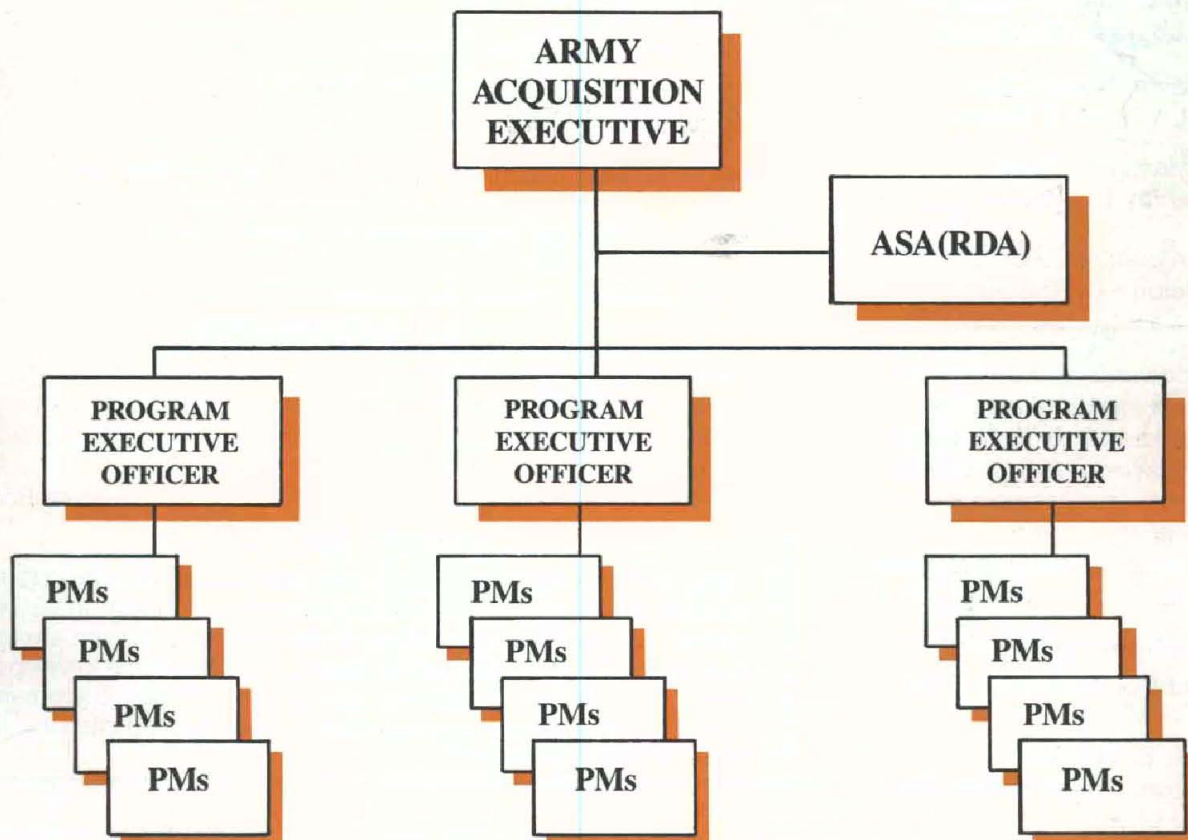 ARMY
ACQUISITION
EXECUTIVE
ASA(RDA)
PROGRAM
EXECUTIVE
OFFICER
PROGRAM
EXECUTIVE
OFFICER
PROGRAM
EXECUTIVE
OFFICER
PMs
PMs
PMs
PMs
PMs
PMs
PMs
PMs
PMs
PMs
PMs
PMs